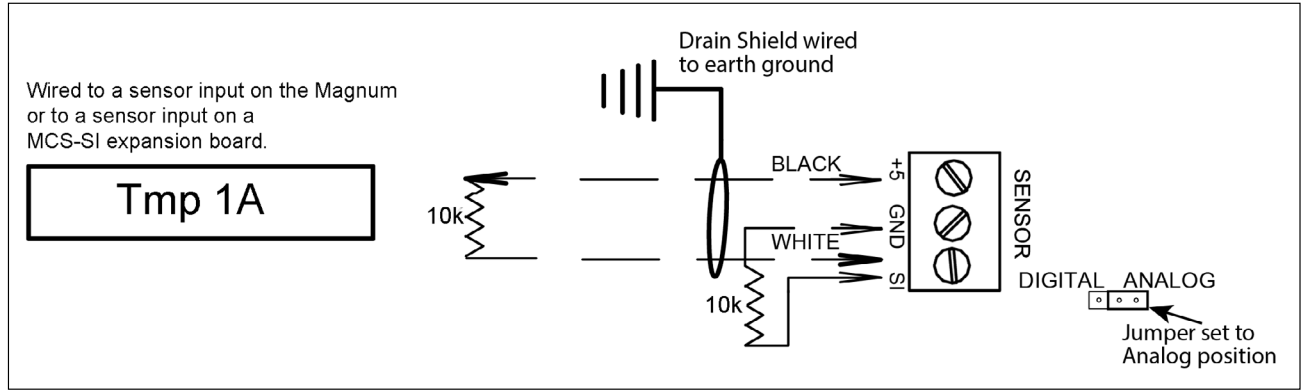 Drain Shield wired
to earth ground
Wired to a sensor input on the Magnum
or to a sensor input on a
MCS-SI expansion board.
Tmp 1A
10k
BLACK
WHITE
10k
+5
GND
SI
SENSOR
DIGITAL ANALOG
Jumper set to
Analog position